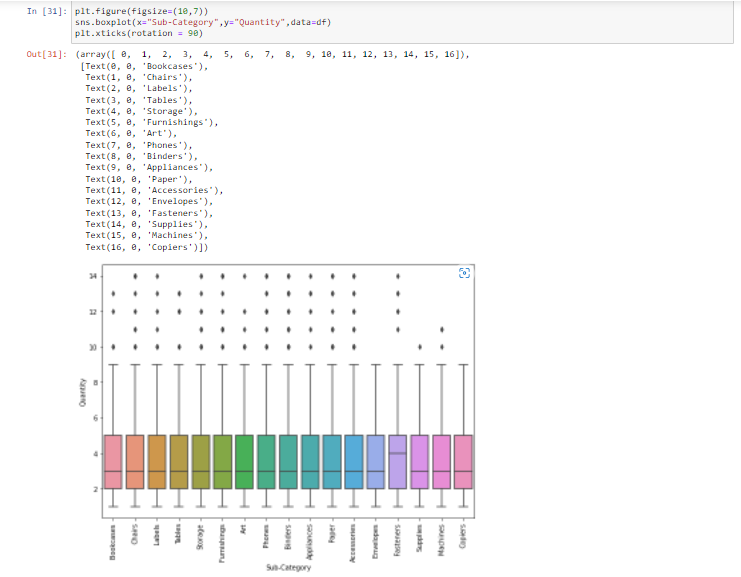 In [31]: plt.figure(figsize=(10,7))
sns.boxplot(x="Sub-Category",y="Quantity",data=df)
plt.xticks(rotation = 90)
Out[31]: (array([ 0, 1, 2, 3, 4, 5, 6, 7, 8, 9, 10, 11, 12, 13, 14, 15, 16]),
[Text(0, 0, 'Bookcases'),
Text(1, 0, 'Chairs'),
Text(2, 0, 'Labels'),
Text(3, 0, 'Tables'),
Text(4, 0, 'Storage'),
Text(5, 0, 'Furnishings'),
Text(6, 0, 'Art'),
Text(7, 0, 'Phones'),
Text(8, 0, 'Binders'),
Text(9, 0, 'Appliances'),
Text(10, 0, 'Paper'),
Text(11, 0, 'Accessories'),
Text(12, 0, 'Envelopes'),
Text(13, 0, 'Fasteners'),
Text(14, 0, 'Supplies'),
Text(15, 0, 'Machines'),
Text(16, 0, 'Copiers')])
14
12
10
8
6
4
2
Quantity
Bookcases
Chairs
Labels
Tables
Storage
Furnishings
Art
Phones
Binders
Appliances
Paper
Accessories
Envelopes
Fasteners
Supplies
Machines
Copiers
Sub-Category